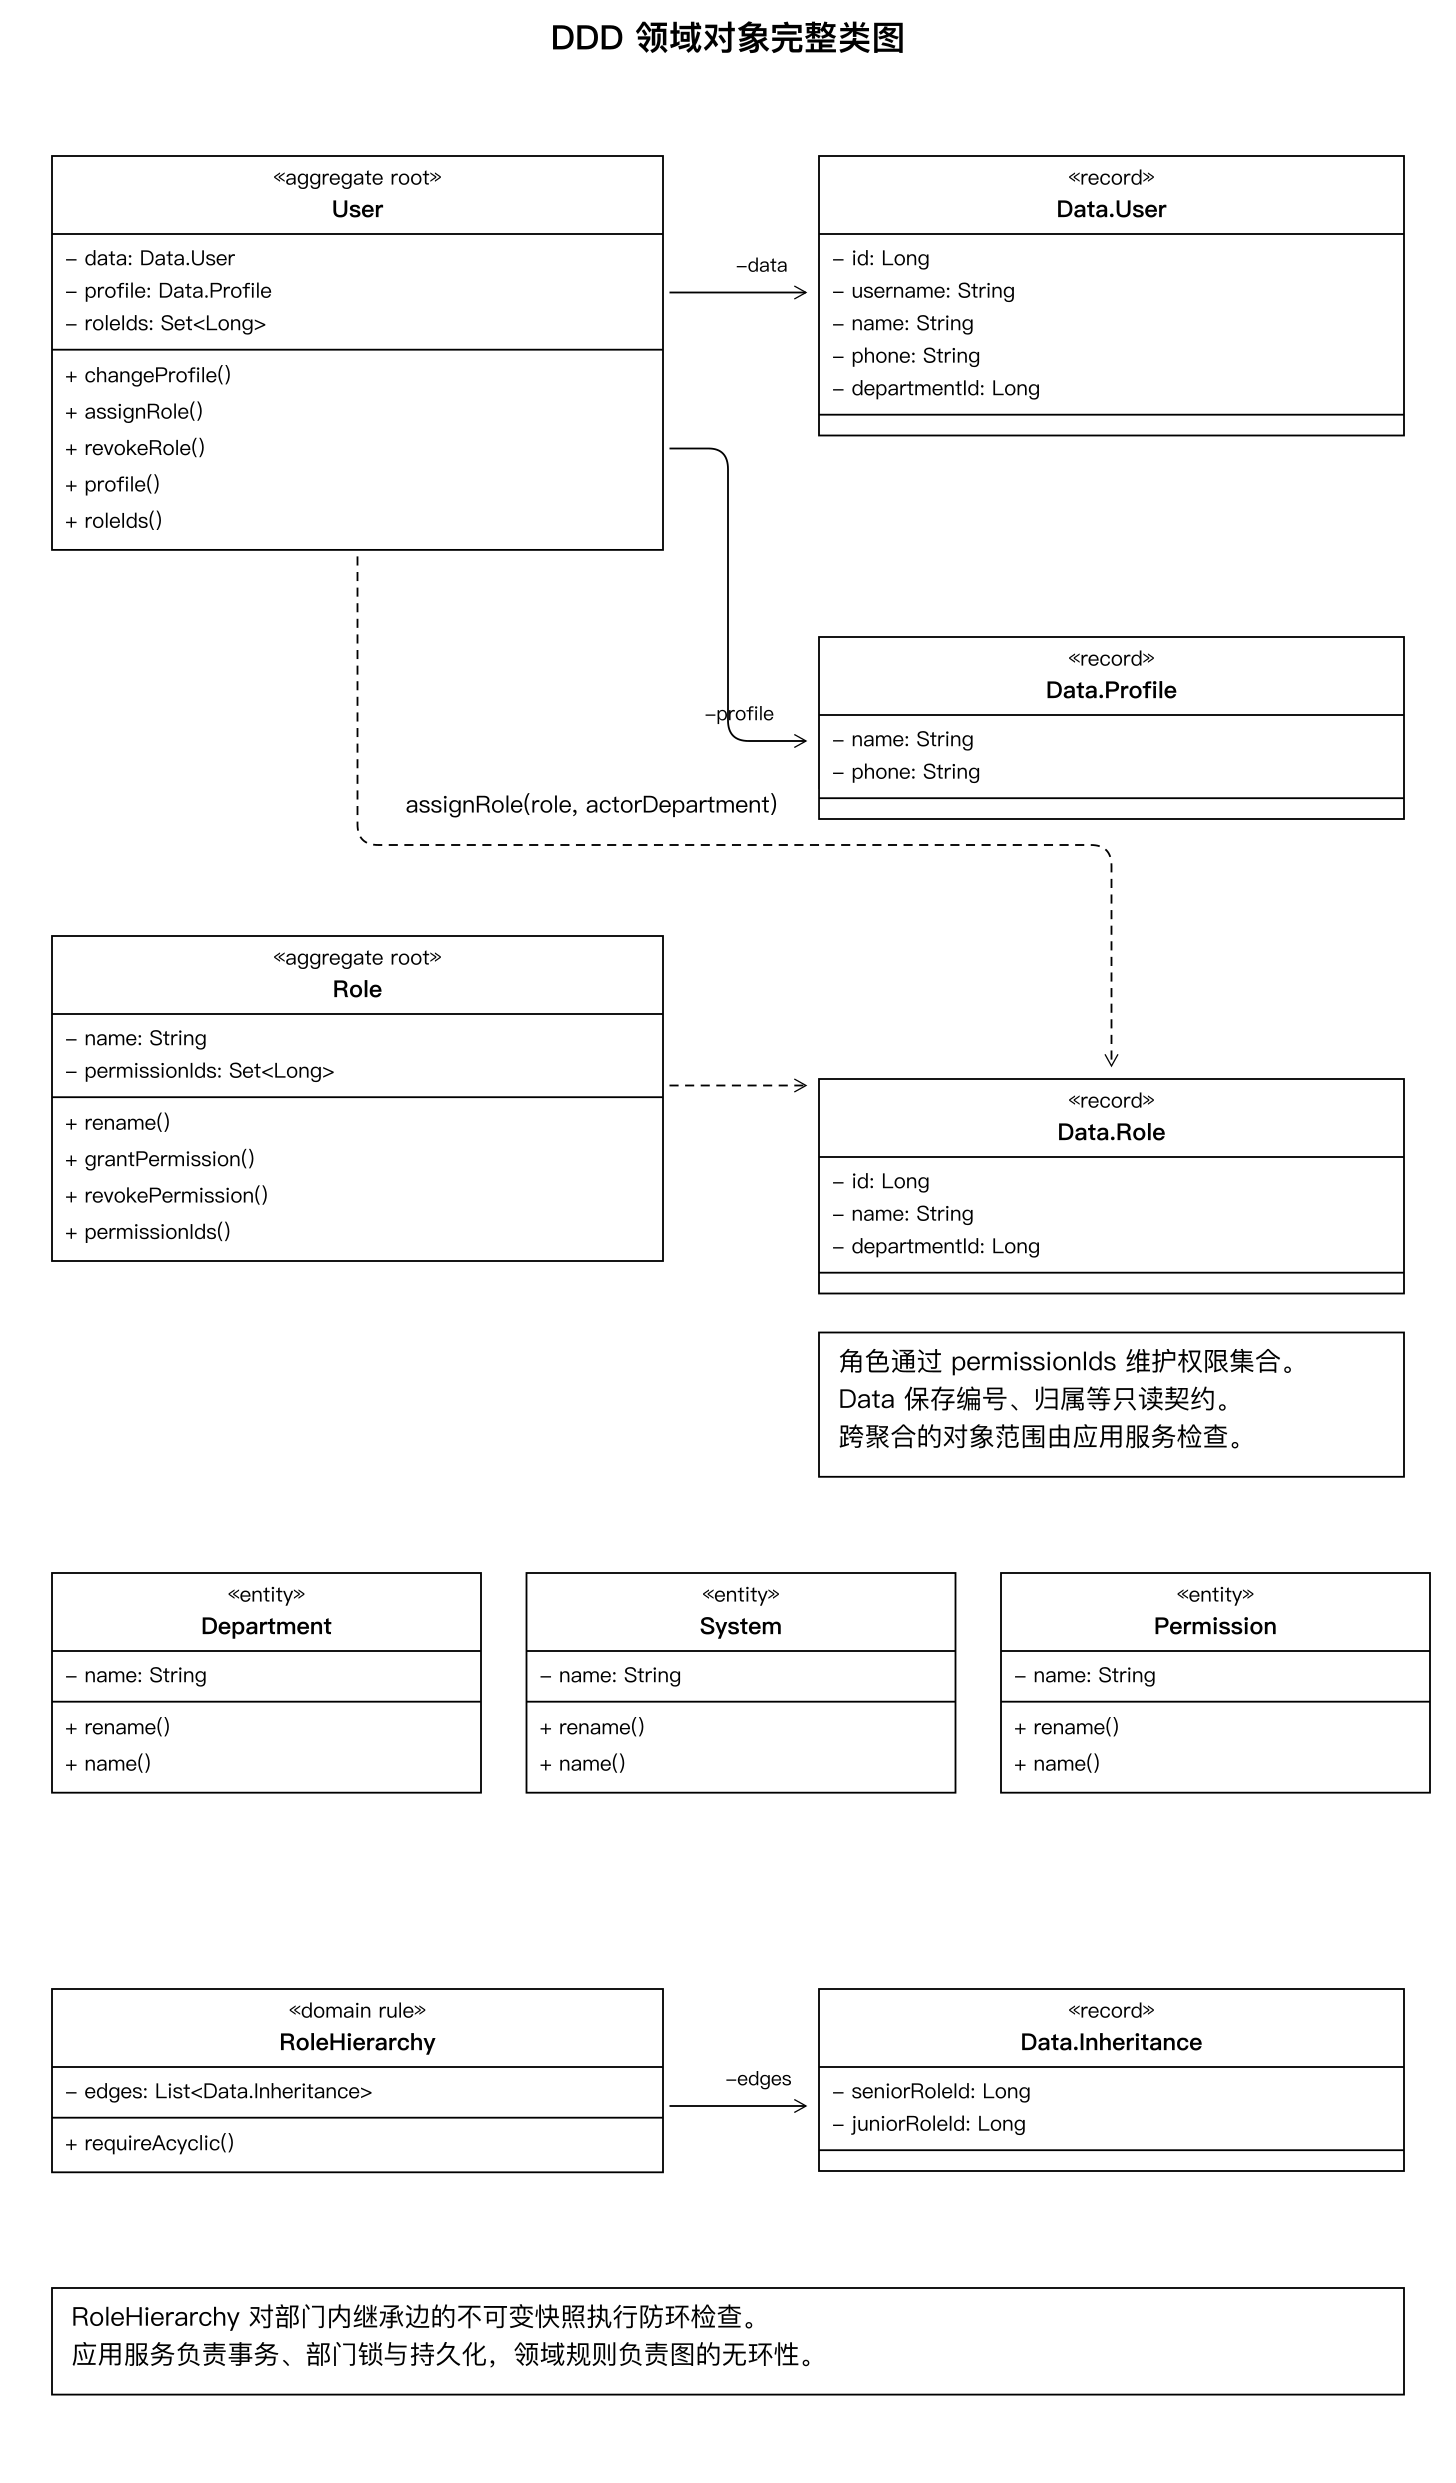 DDD 领域对象完整类图
«aggregate root»
User
– data: Data.User
– profile: Data.Profile
– roleIds: Set<Long>
+ changeProfile()
+ assignRole()
+ revokeRole()
+ profile()
+ roleIds()
–data
«record»
Data.User
– id: Long
– username: String
– name: String
– phone: String
– departmentId: Long
–profile
«record»
Data.Profile
– name: String
– phone: String
assignRole(role, actorDepartment)
«aggregate root»
Role
– name: String
– permissionIds: Set<Long>
+ rename()
+ grantPermission()
+ revokePermission()
+ permissionIds()
«record»
Data.Role
– id: Long
– name: String
– departmentId: Long
角色通过 permissionIds 维护权限集合。
Data 保存编号、归属等只读契约。
跨聚合的对象范围由应用服务检查。
«entity»
Department
– name: String
+ rename()
+ name()
«entity»
System
– name: String
+ rename()
+ name()
«entity»
Permission
– name: String
+ rename()
+ name()
«domain rule»
RoleHierarchy
– edges: List<Data.Inheritance>
+ requireAcyclic()
–edges
«record»
Data.Inheritance
– seniorRoleId: Long
– juniorRoleId: Long
RoleHierarchy 对部门内继承边的不可变快照执行防环检查。
应用服务负责事务、部门锁与持久化，领域规则负责图的无环性。